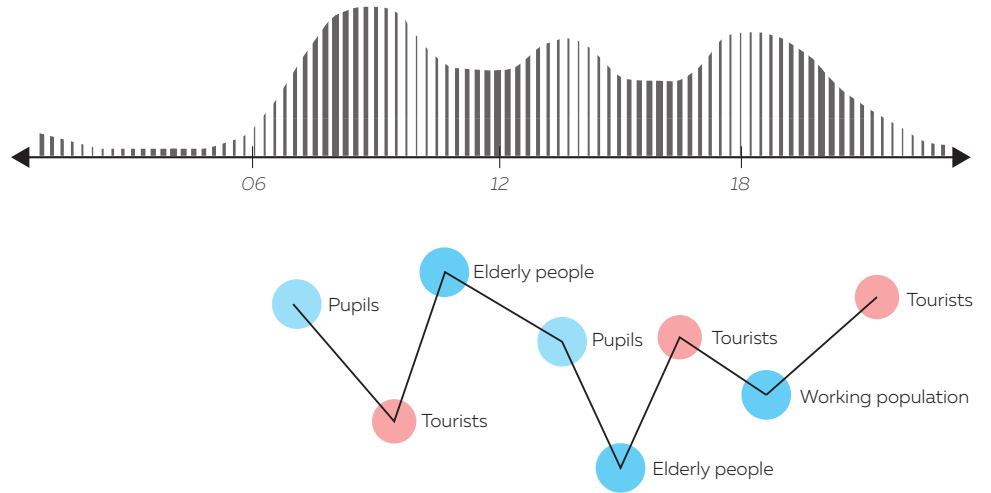 06
12
18
Elderly people
Tourists
Pupils
Pupils
Tourists
Working population
Tourists
Elderly people